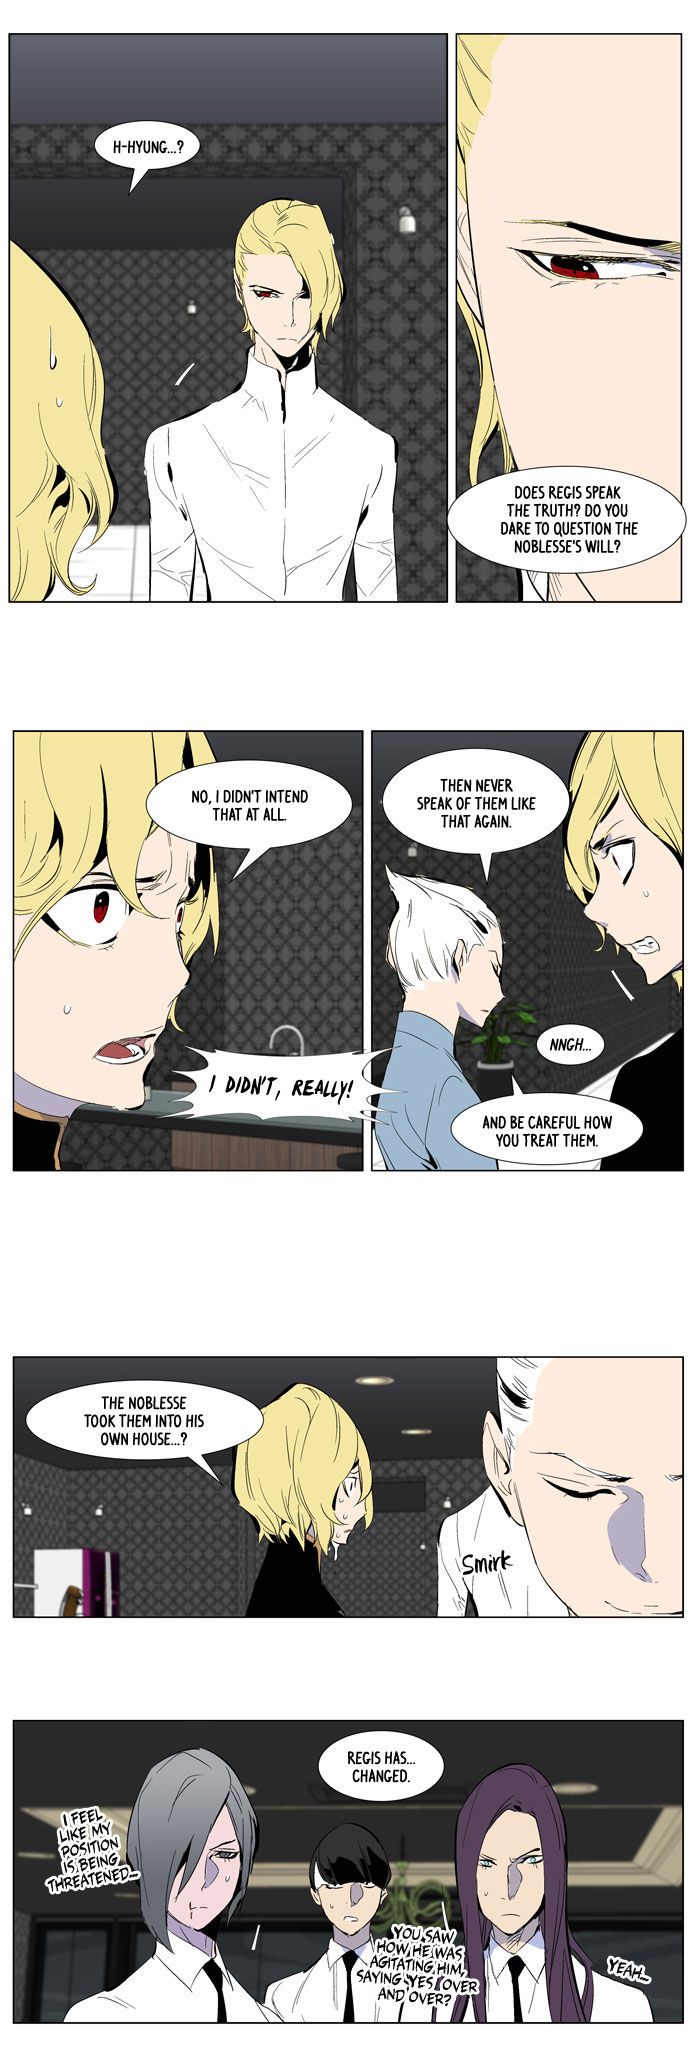 H-HYUNG...?
DOES REGIS SPEAK
THE TRUTH? DO YOU
DARE TO QUESTION THE
NOBLESSE'S WILL?
NO, I DIDN'T INTEND
THAT AT ALL.
I DIDN'T, REALLY!
THEN NEVER
SPEAK OF THEM LIKE
THAT AGAIN.
NNGH...
AND BE CAREFUL HOW
YOU TREAT THEM.
THE NOBLESSE
TOOK THEM INTO HIS
OWN HOUSE...?
Smirk
REGIS HAS...
CHANGED.
I FEEL
LIKE MY
POSITION
IS BEING
THREATENED...
YOU SAW
HOW HE WAS
AGITATING HIM,
SAYING 'YES' OVER
AND OVER?
YEAH...